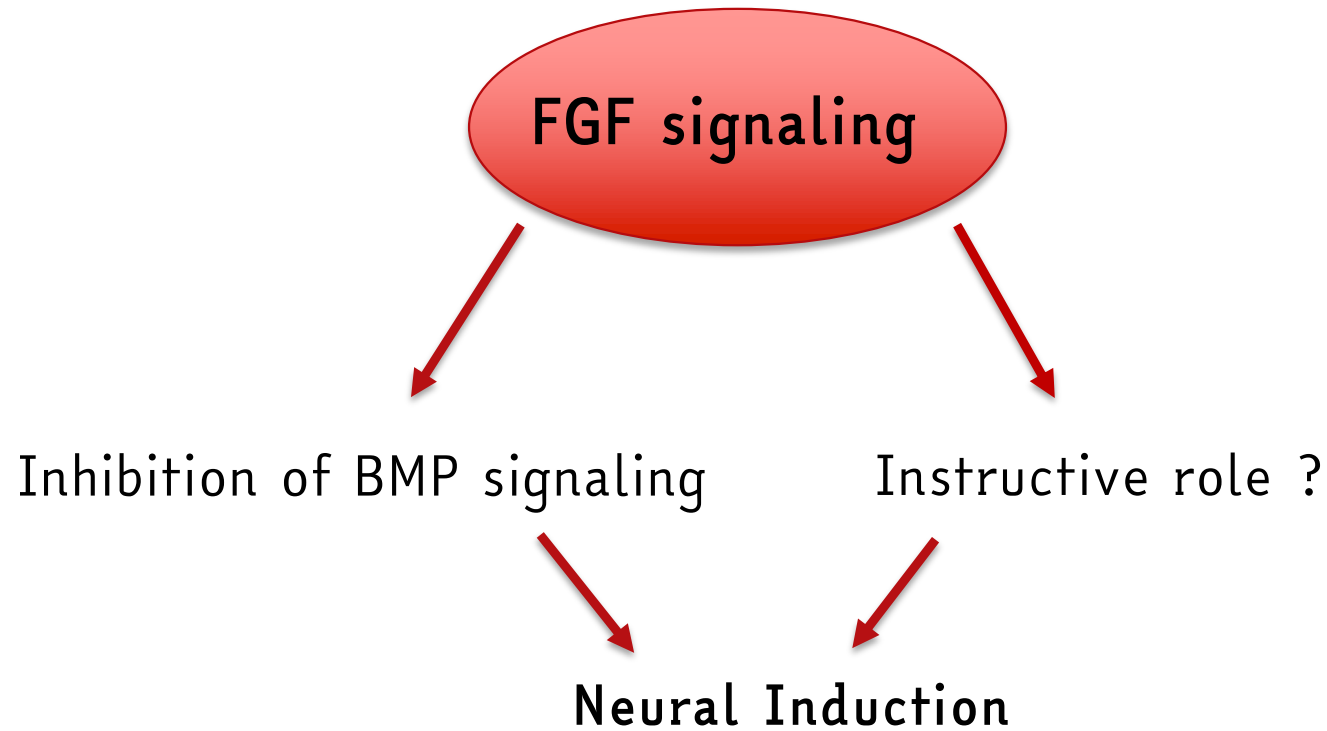 FGF signaling
Inhibition of BMP signaling
Instructive role ?
Neural Induction